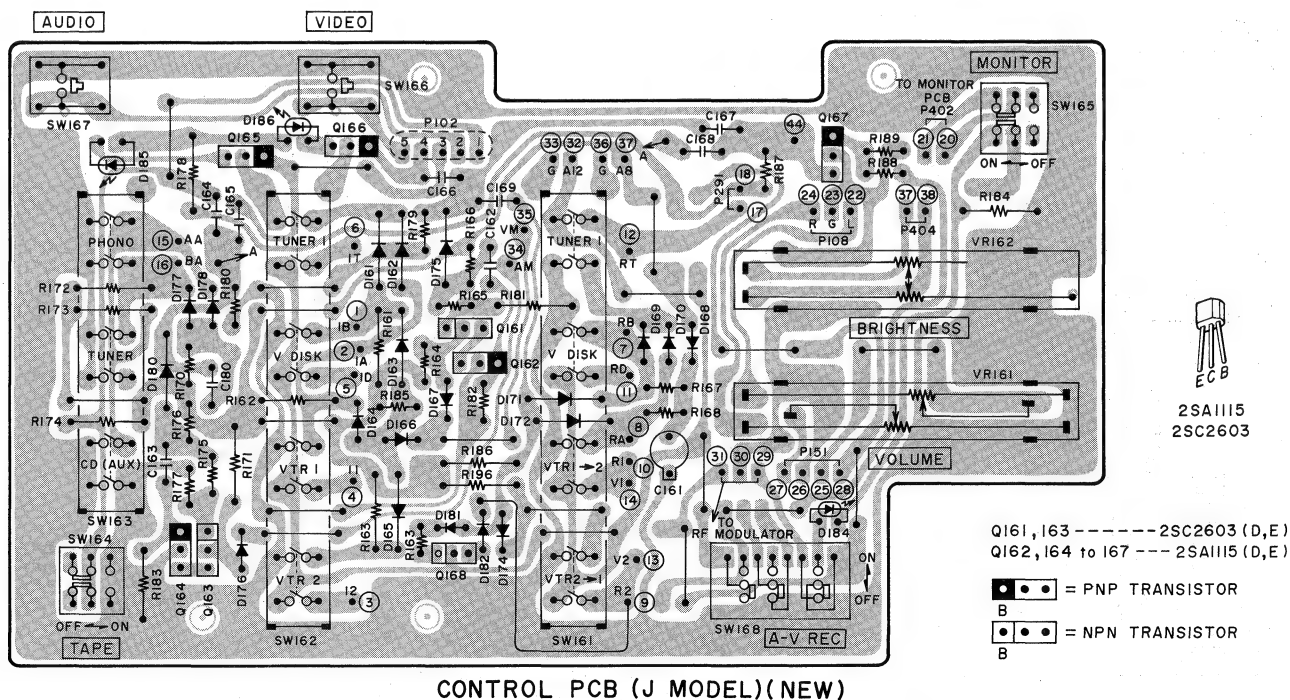 AUDIO
VIDEO
SW167
SW166
D186
Q165
Q166
P102
5 4 3 2 1
C167
C168
44
Q167
R189
R188
TO MONITOR
PCB
P402
21 20
MONITOR
SW165
ON ← OFF
D185
R178
C164
C165
C166
C169
33 32 36 37
G A12 G A8
A
18
P291
17
R187
24 23 22
R G
P108
37 38
P404
R184
PHONO
15 AA
16 BA
A
TUNER 1
6
IT
D161
D162
R179
D175
R166
C162
35
VM
34
AM
TUNER 1
12
RT
VR162
R172
R173
D177
D178
R180
1
IB
R161
R165
R181
Q161
RB
7
D169
D170
D168
BRIGHTNESS
TUNER
D180
R170
C180
V DISK
2
IA
ID
5
D163
R164
Q162
V DISK
RD
11
R167
VR161
R162
R185
D167
R182
D171
D172
R168
8
RA
R174
R176
D164
D166
CD (AUX)
C163
R177
R175
R171
VTR 1
11
4
R186
R196
VTR1→2
R1
10
V1
14
C161
31 30 29
P151
27 26 25 28
VOLUME
SW163
R163
D165
R163
D181
Q168
D182
D174
TO
RF MODULATOR
D184
SW164
R183
Q164
Q163
D176
VTR 2
12
3
VTR2→1
V2
13
R2
9
ON
OFF
OFF ↔ ON
TAPE
SW162
SW161
SW168
A-V REC
E C B
2SA1115
2SC2603
Q161, 163 ------ 2SC2603 (D,E)
Q162, 164 to 167 --- 2SA1115 (D,E)
= PNP TRANSISTOR
B
= NPN TRANSISTOR
B
CONTROL PCB (J MODEL)(NEW)